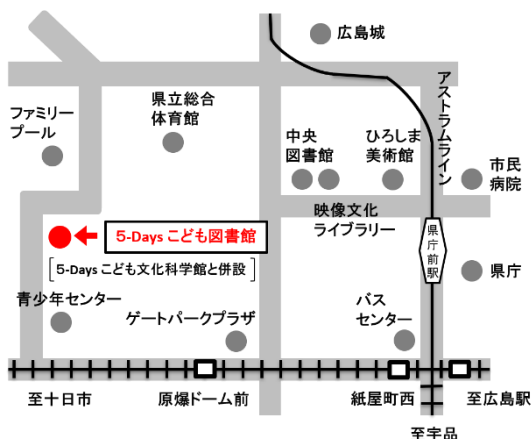 広島城
アストラムライン
ファミリー
プール
県立総合
体育館
中央
図書館
ひろしま
美術館
市民
病院
映像文化
ライブラリー
5-Days こども図書館
[5-Days こども文化科学館と併設]
県庁前駅
県庁
青少年センター
ゲートパークプラザ
バス
センター
至十日市
原爆ドーム前
紙屋町西
至広島駅
至宇品